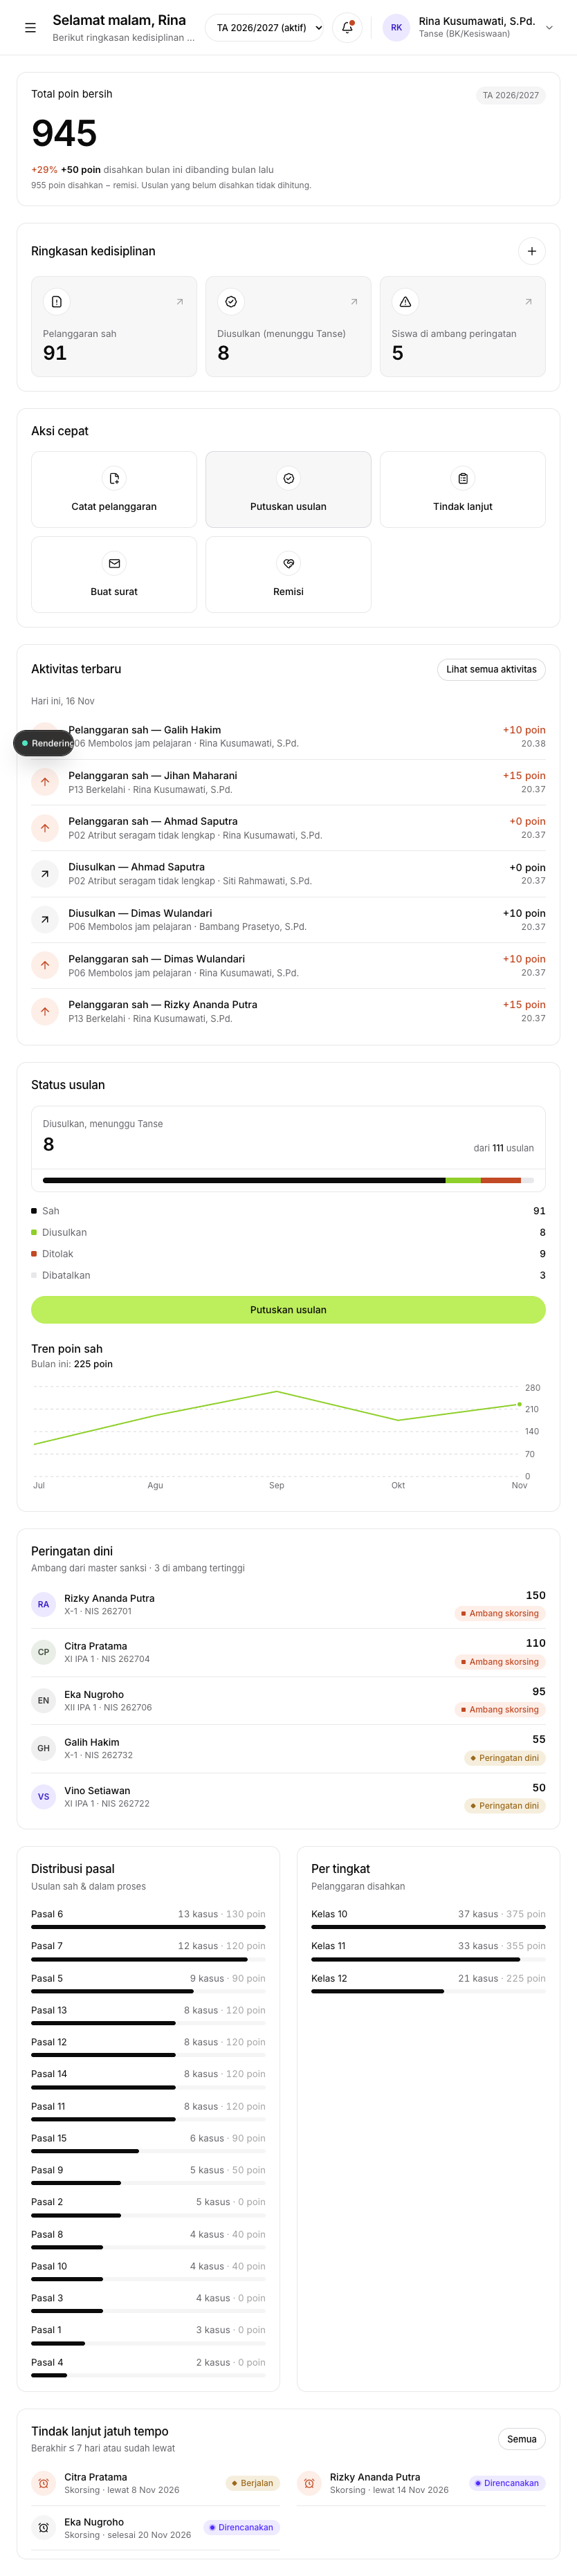 Selamat malam, Rina
Berikut ringkasan kedisiplinan ...
TA 2026/2027 (aktif)
RK
Rina Kusumawati, S.Pd.
Tanse (BK/Kesiswaan)
Total poin bersih
TA 2026/2027
945
+29% +50 poin disahkan bulan ini dibanding bulan lalu
955 poin disahkan − remisi. Usulan yang belum disahkan tidak dihitung.
Ringkasan kedisiplinan
Pelanggaran sah
91
Diusulkan (menunggu Tanse)
8
Siswa di ambang peringatan
5
Aksi cepat
Catat pelanggaran
Putuskan usulan
Tindak lanjut
Buat surat
Remisi
Aktivitas terbaru
Lihat semua aktivitas
Hari ini, 16 Nov
Pelanggaran sah — Galih Hakim
+10 poin
Rendering
P06 Membolos jam pelajaran · Rina Kusumawati, S.Pd.
20.38
Pelanggaran sah — Jihan Maharani
+15 poin
P13 Berkelahi · Rina Kusumawati, S.Pd.
20.37
Pelanggaran sah — Ahmad Saputra
+0 poin
P02 Atribut seragam tidak lengkap · Rina Kusumawati, S.Pd.
20.37
Diusulkan — Ahmad Saputra
+0 poin
P02 Atribut seragam tidak lengkap · Siti Rahmawati, S.Pd.
20.37
Diusulkan — Dimas Wulandari
+10 poin
P06 Membolos jam pelajaran · Bambang Prasetyo, S.Pd.
20.37
Pelanggaran sah — Dimas Wulandari
+10 poin
P06 Membolos jam pelajaran · Rina Kusumawati, S.Pd.
20.37
Pelanggaran sah — Rizky Ananda Putra
+15 poin
P13 Berkelahi · Rina Kusumawati, S.Pd.
20.37
Status usulan
Diusulkan, menunggu Tanse
8
dari 111 usulan
Sah
91
Diusulkan
8
Ditolak
9
Dibatalkan
3
Putuskan usulan
Tren poin sah
Bulan ini: 225 poin
280
210
140
70
0
Jul
Agu
Sep
Okt
Nov
Peringatan dini
Ambang dari master sanksi · 3 di ambang tertinggi
RA
Rizky Ananda Putra
X-1 · NIS 262701
150
Ambang skorsing
CP
Citra Pratama
XI IPA 1 · NIS 262704
110
Ambang skorsing
EN
Eka Nugroho
XII IPA 1 · NIS 262706
95
Ambang skorsing
GH
Galih Hakim
X-1 · NIS 262732
55
Peringatan dini
VS
Vino Setiawan
XI IPA 1 · NIS 262722
50
Peringatan dini
Distribusi pasal
Usulan sah & dalam proses
Pasal 6
13 kasus · 130 poin
Pasal 7
12 kasus · 120 poin
Pasal 5
9 kasus · 90 poin
Pasal 13
8 kasus · 120 poin
Pasal 12
8 kasus · 120 poin
Pasal 14
8 kasus · 120 poin
Pasal 11
8 kasus · 120 poin
Pasal 15
6 kasus · 90 poin
Pasal 9
5 kasus · 50 poin
Pasal 2
5 kasus · 0 poin
Pasal 8
4 kasus · 40 poin
Pasal 10
4 kasus · 40 poin
Pasal 3
4 kasus · 0 poin
Pasal 1
3 kasus · 0 poin
Pasal 4
2 kasus · 0 poin
Per tingkat
Pelanggaran disahkan
Kelas 10
37 kasus · 375 poin
Kelas 11
33 kasus · 355 poin
Kelas 12
21 kasus · 225 poin
Tindak lanjut jatuh tempo
Berakhir ≤ 7 hari atau sudah lewat
Semua
Citra Pratama
Skorsing · lewat 8 Nov 2026
Berjalan
Rizky Ananda Putra
Skorsing · lewat 14 Nov 2026
Direncanakan
Eka Nugroho
Skorsing · selesai 20 Nov 2026
Direncanakan